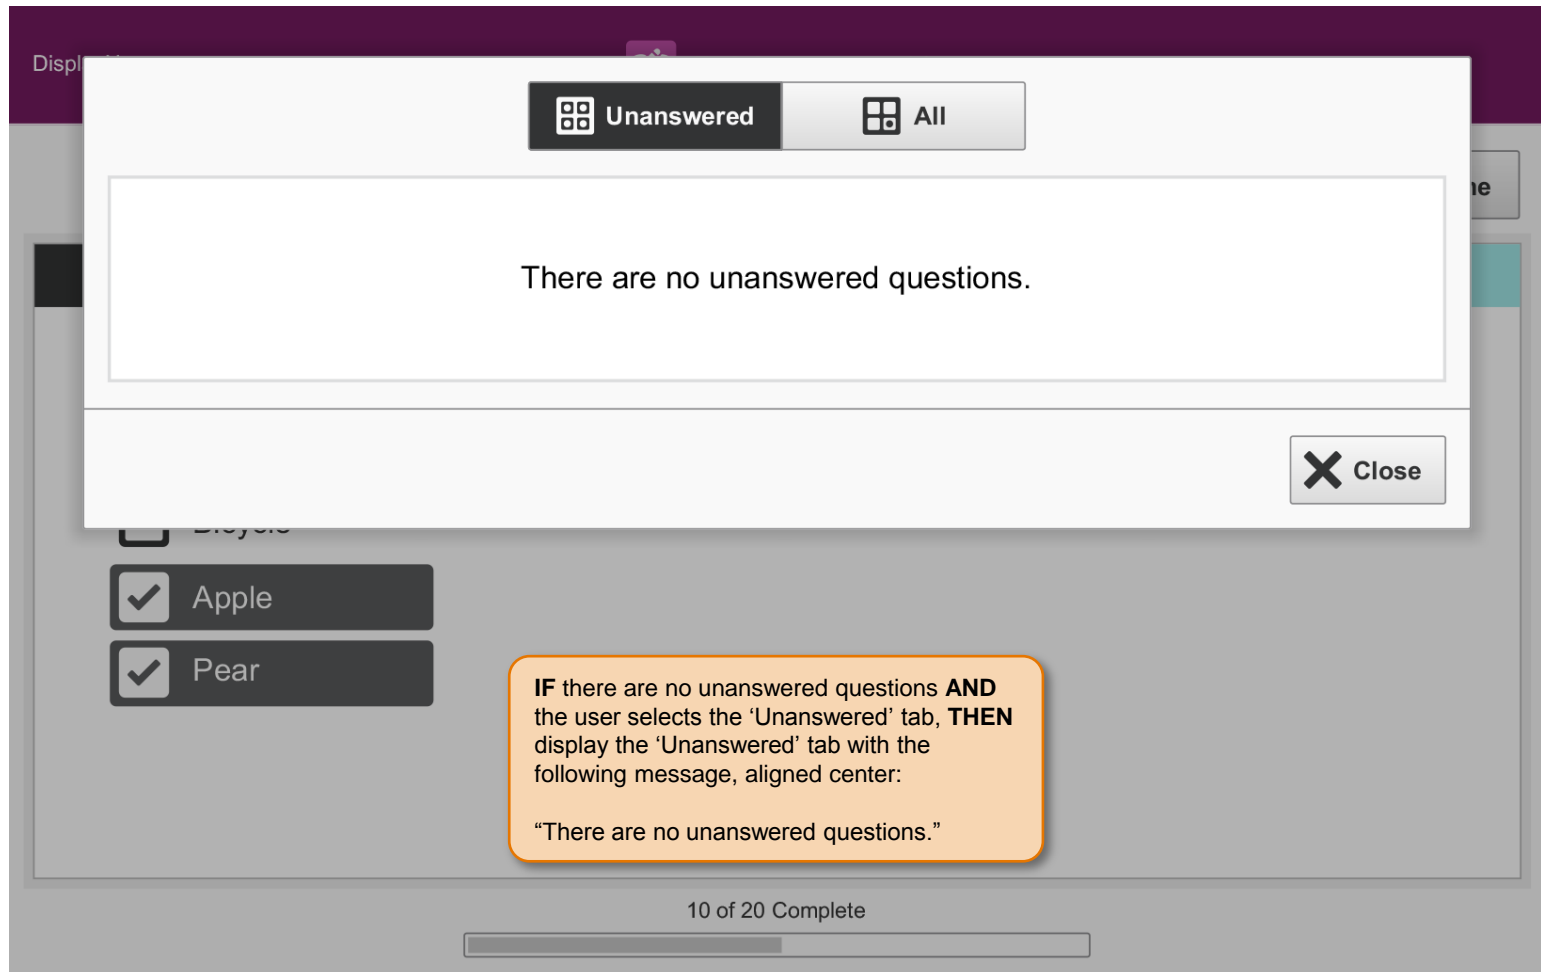 Unanswered
All
There are no unanswered questions.
Close
Apple
Pear
IF there are no unanswered questions AND
the user selects the ‘Unanswered’ tab, THEN
display the ‘Unanswered’ tab with the
following message, aligned center:
“There are no unanswered questions.”
10 of 20 Complete